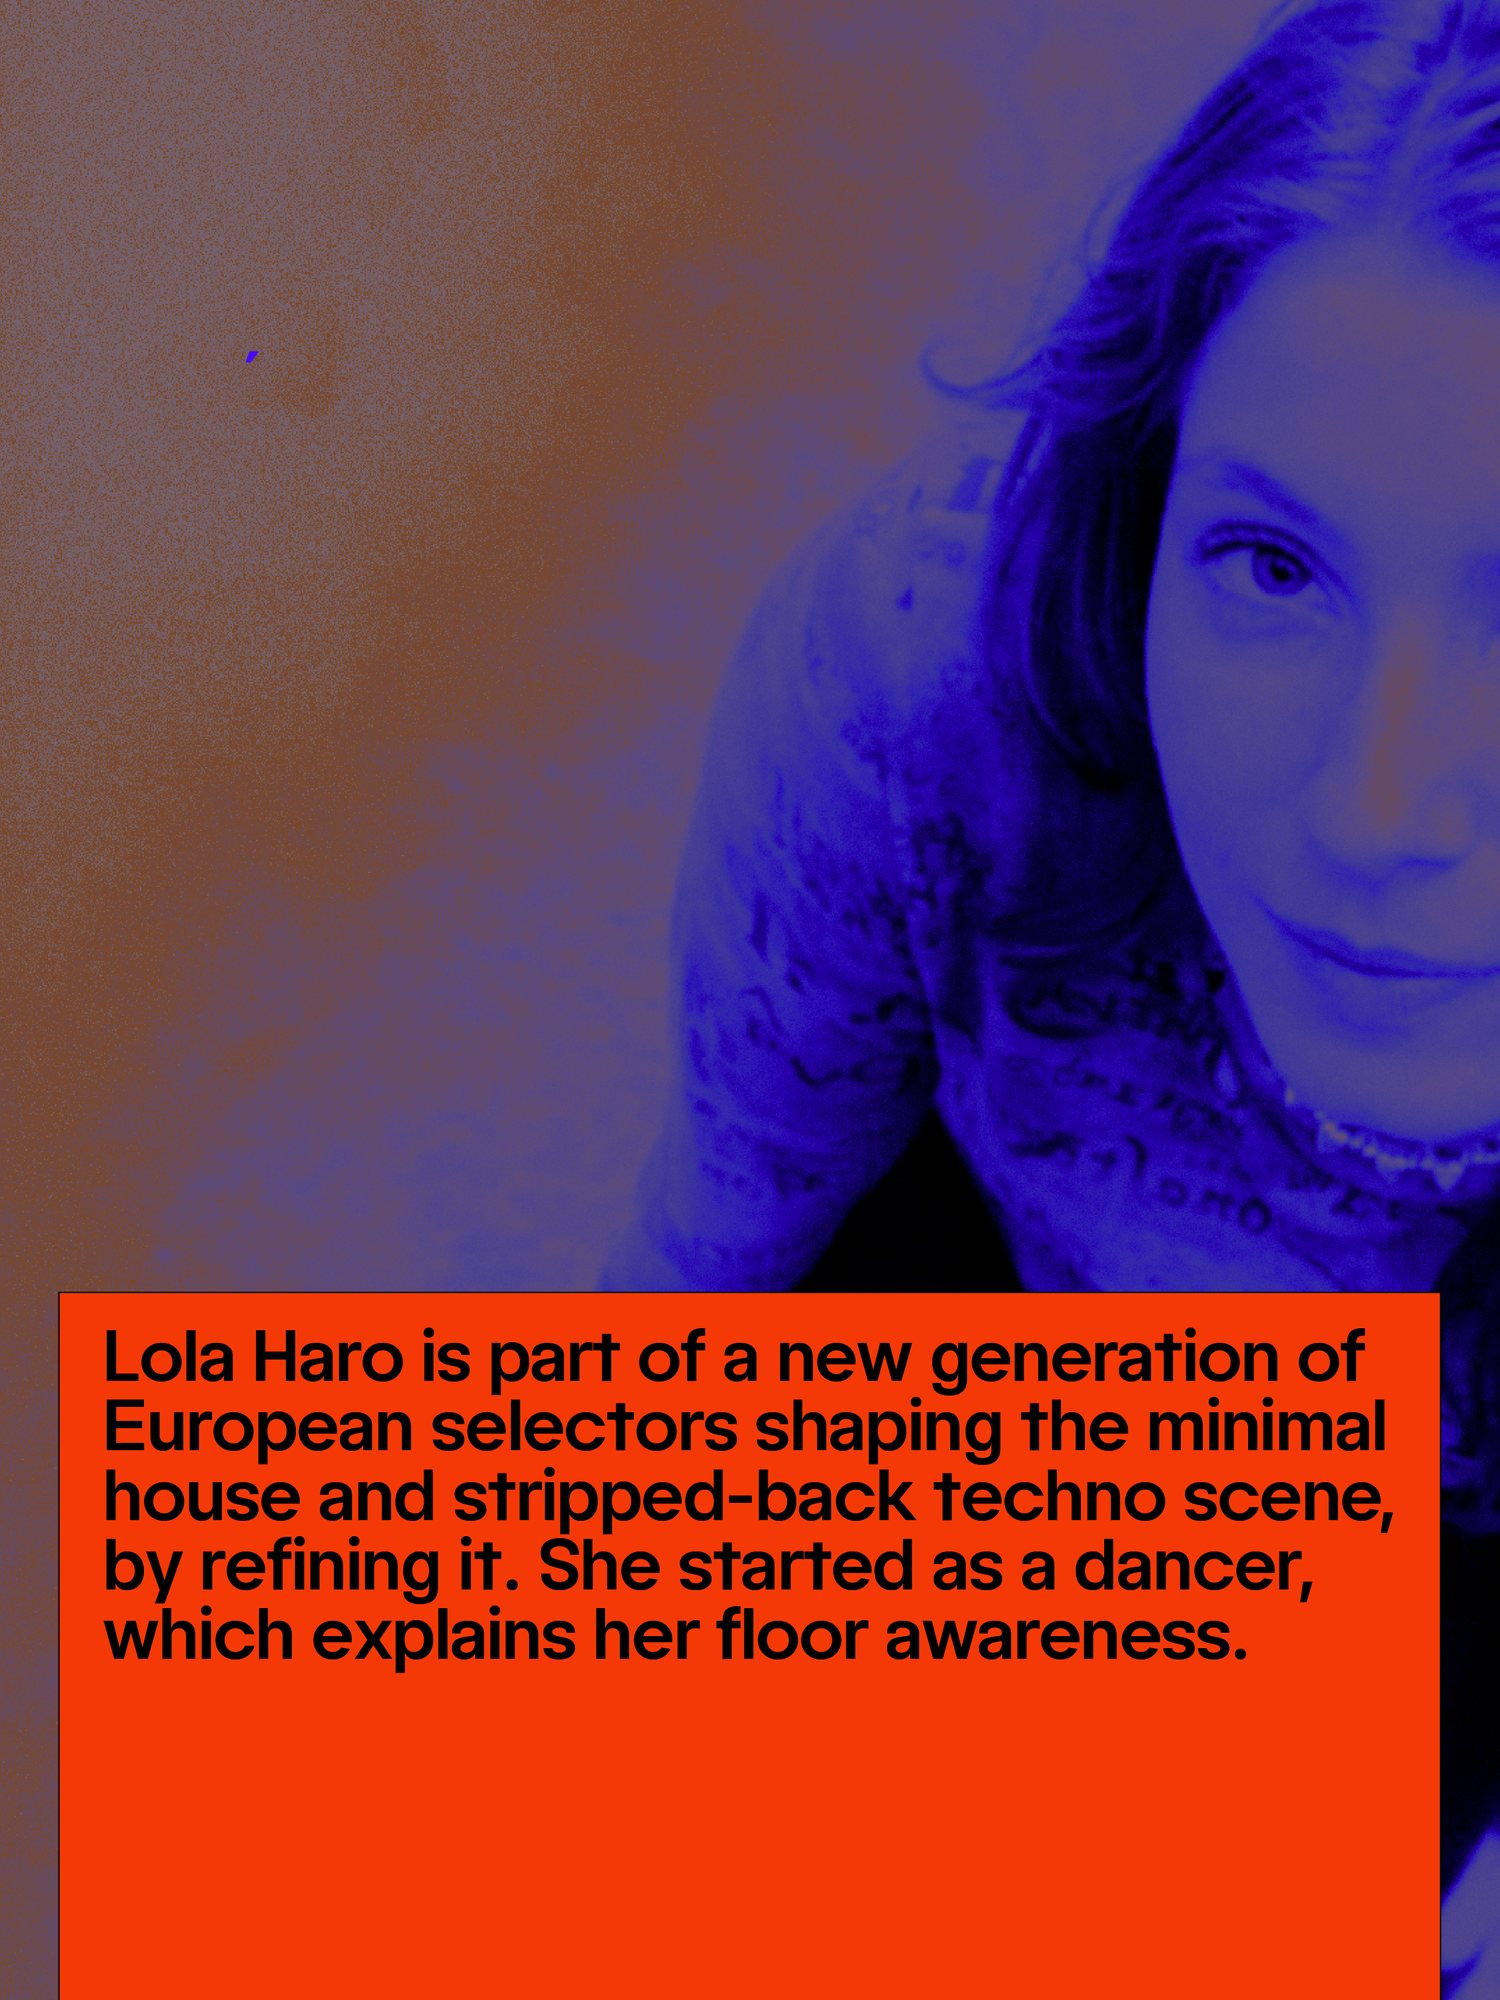 Lola Haro is part of a new generation of
European selectors shaping the minimal
house and stripped-back techno scene,
by refining it. She started as a dancer,
which explains her floor awareness.